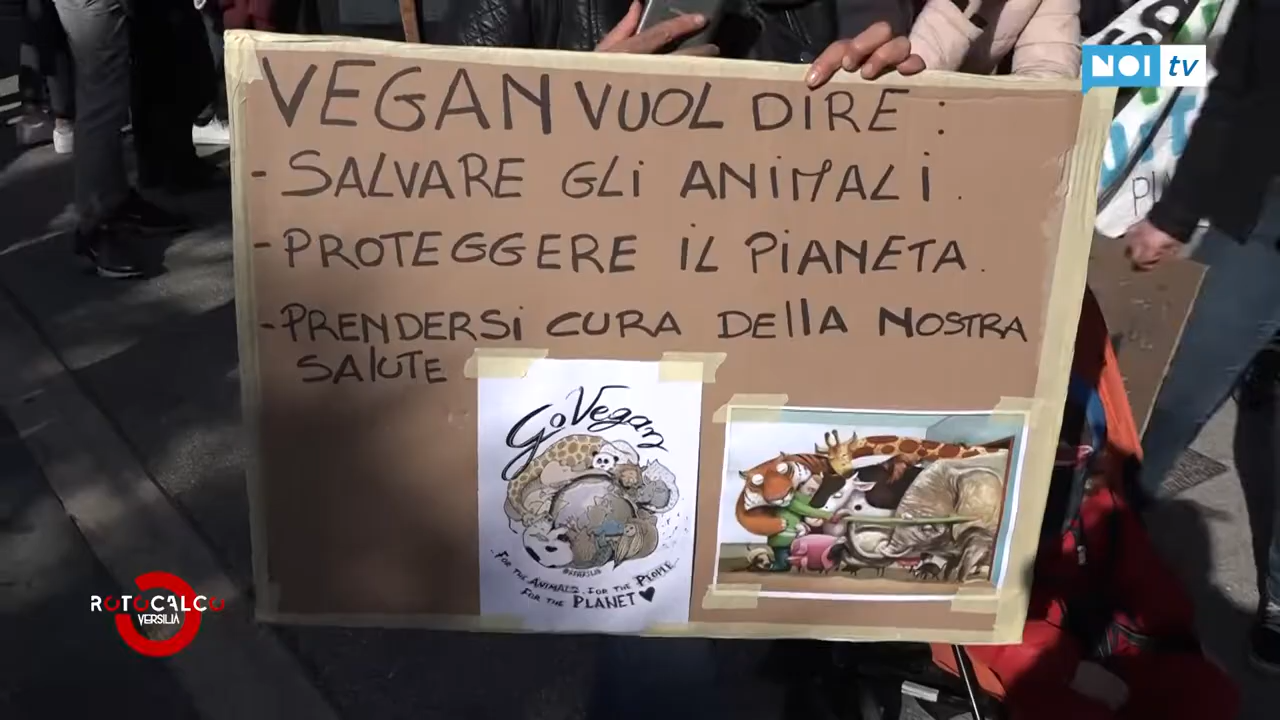 VEGAN VUOL DIRE :
- SALVARE GLi ANiMALi .
- PROTEGGERE iL PiANETA .
- PRENDERSi CURA DEllA NOSTRA
SAlUTE
Go Vegan
FOR THE ANIMALS. FOR THE PEOPLE.
FOR THE PLANET
NOI tv
ROTOCALCO
VERSILIA